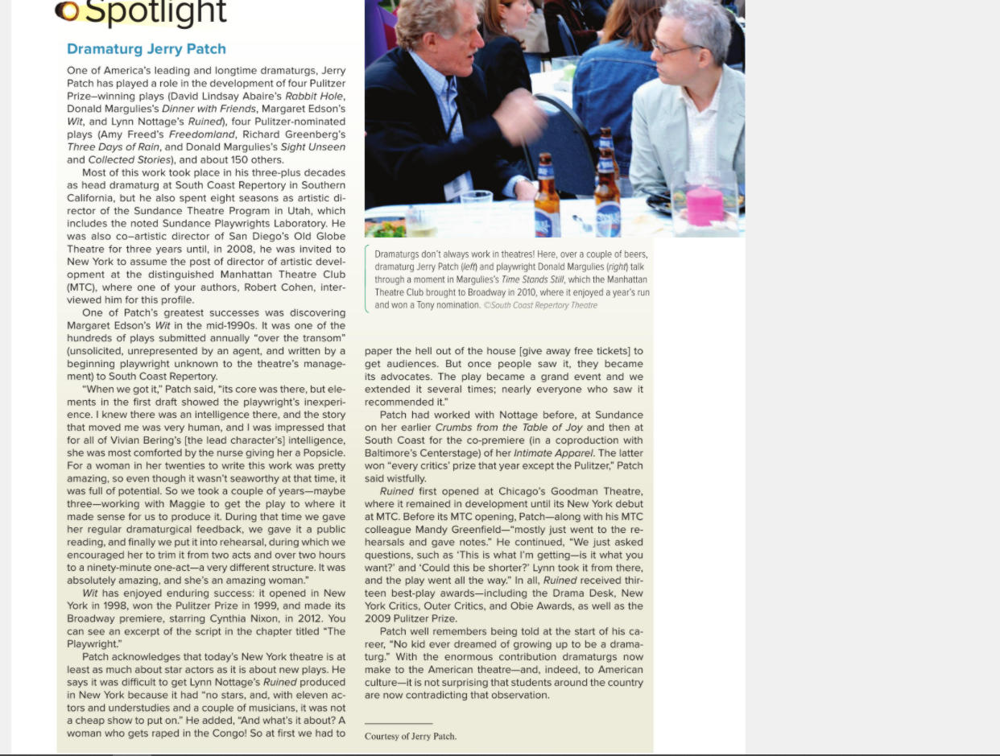 Spotlight
Dramaturg Jerry Patch
One of America's leading and longtime dramaturgs, Jerry
Patch has played a role in the development of four Pulitzer
Prize–winning plays (David Lindsay Abaire's Rabbit Hole,
Donald Margulies's Dinner with Friends, Margaret Edson's
Wit, and Lynn Nottage's Ruined), four Pulitzer-nominated
plays (Amy Freed's Freedomland, Richard Greenberg's
Three Days of Rain, and Donald Margulies's Sight Unseen
and Collected Stories), and about 150 others.
Most of this work took place in his three-plus decades
as head dramaturg at South Coast Repertory in Southern
California, but he also spent eight seasons as artistic di-
rector of the Sundance Theatre Program in Utah, which
includes the noted Sundance Playwrights Laboratory. He
was also co–artistic director of San Diego's Old Globe
Theatre for three years until, in 2008, he was invited to
New York to assume the post of director of artistic devel-
opment at the distinguished Manhattan Theatre Club
(MTC), where one of your authors, Robert Cohen, inter-
viewed him for this profile.
One of Patch's greatest successes was discovering
Margaret Edson's Wit in the mid-1990s. It was one of the
hundreds of plays submitted annually “over the transom”
(unsolicited, unrepresented by an agent, and written by a
beginning playwright unknown to the theatre's manage-
ment) to South Coast Repertory.
“When we got it,” Patch said, “its core was there, but ele-
ments in the first draft showed the playwright's inexperi-
ence. I knew there was an intelligence there, and the story
that moved me was very human, and I was impressed that
for all of Vivian Bering's [the lead character's] intelligence,
she was most comforted by the nurse giving her a Popsicle.
For a woman in her twenties to write this work was pretty
amazing, so even though it wasn't seaworthy at that time, it
was full of potential. So we took a couple of years—maybe
three—working with Maggie to get the play to where it
made sense for us to produce it. During that time we gave
her regular dramaturgical feedback, we gave it a public
reading, and finally we put it into rehearsal, during which we
encouraged her to trim it from two acts and over two hours
to a ninety-minute one-act—a very different structure. It was
absolutely amazing, and she's an amazing woman.”
Wit has enjoyed enduring success: it opened in New
York in 1998, won the Pulitzer Prize in 1999, and made its
Broadway premiere, starring Cynthia Nixon, in 2012. You
can see an excerpt of the script in the chapter titled “The
Playwright.”
Patch acknowledges that today's New York theatre is at
least as much about star actors as it is about new plays. He
says it was difficult to get Lynn Nottage's Ruined produced
in New York because it had “no stars, and, with eleven ac-
tors and understudies and a couple of musicians, it was not
a cheap show to put on.” He added, “And what's it about? A
woman who gets raped in the Congo! So at first we had to
Dramaturgs don't always work in theatres! Here, over a couple of beers,
dramaturg Jerry Patch (left) and playwright Donald Margulies (right) talk
through a moment in Margulies's Time Stands Still, which the Manhattan
Theatre Club brought to Broadway in 2010, where it enjoyed a year's run
and won a Tony nomination. ©South Coast Repertory Theatre
paper the hell out of the house [give away free tickets] to
get audiences. But once people saw it, they became
its advocates. The play became a grand event and we
extended it several times; nearly everyone who saw it
recommended it.”
Patch had worked with Nottage before, at Sundance
on her earlier Crumbs from the Table of Joy and then at
South Coast for the co-premiere (in a coproduction with
Baltimore's Centerstage) of her Intimate Apparel. The latter
won “every critics' prize that year except the Pulitzer,” Patch
said wistfully.
Ruined first opened at Chicago's Goodman Theatre,
where it remained in development until its New York debut
at MTC. Before its MTC opening, Patch—along with his MTC
colleague Mandy Greenfield—“mostly just went to the re-
hearsals and gave notes.” He continued, “We just asked
questions, such as ‘This is what I'm getting—is it what you
want?’ and ‘Could this be shorter?’ Lynn took it from there,
and the play went all the way.” In all, Ruined received thir-
teen best-play awards—including the Drama Desk, New
York Critics, Outer Critics, and Obie Awards, as well as the
2009 Pulitzer Prize.
Patch well remembers being told at the start of his ca-
reer, “No kid ever dreamed of growing up to be a drama-
turg.” With the enormous contribution dramaturgs now
make to the American theatre—and, indeed, to American
culture—it is not surprising that students around the country
are now contradicting that observation.
Courtesy of Jerry Patch.